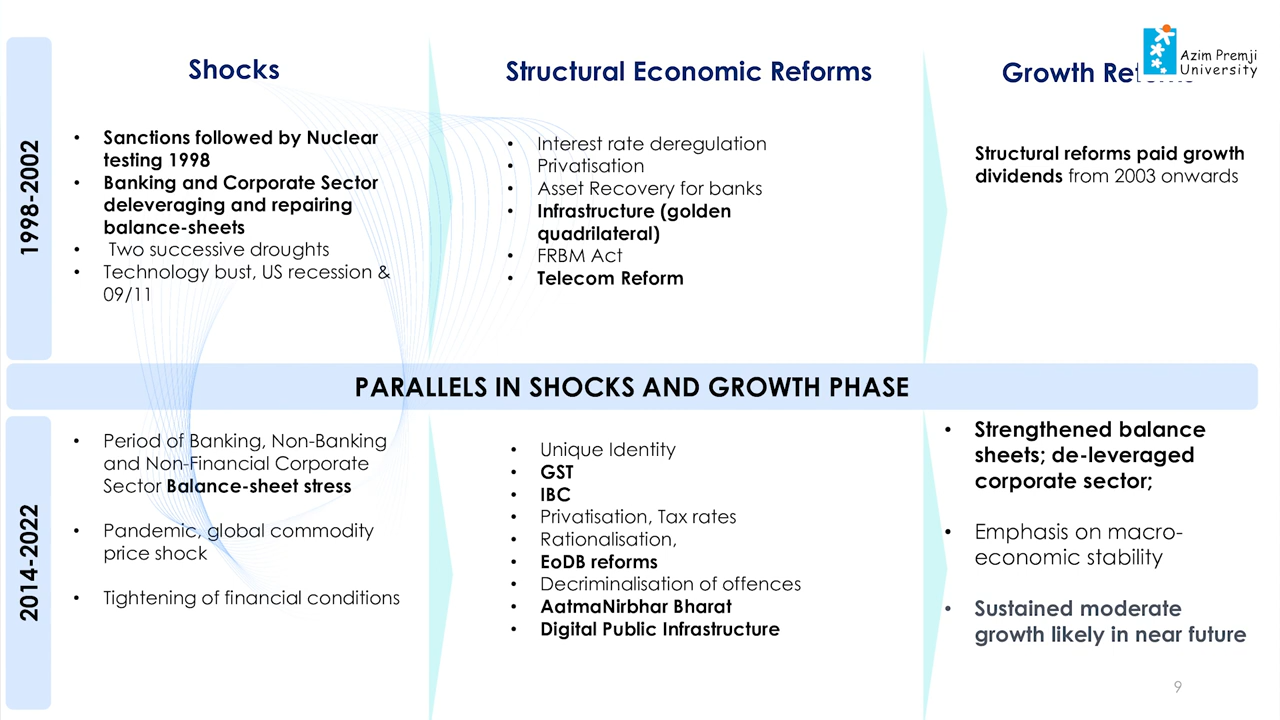 Shocks
Structural Economic Reforms
Growth
Azim Premji
University
1998-2002
• Sanctions followed by Nuclear
testing 1998
• Banking and Corporate Sector
deleveraging and repairing
balance-sheets
• Two successive droughts
• Technology bust, US recession &
09/11
• Interest rate deregulation
• Privatisation
• Asset Recovery for banks
• Infrastructure (golden
quadrilateral)
• FRBM Act
• Telecom Reform
Structural reforms paid growth
dividends from 2003 onwards
PARALLELS IN SHOCKS AND GROWTH PHASE
2014-2022
• Period of Banking, Non-Banking
and Non-Financial Corporate
Sector Balance-sheet stress
• Pandemic, global commodity
price shock
• Tightening of financial conditions
• Unique Identity
• GST
• IBC
• Privatisation, Tax rates
• Rationalisation,
• EoDB reforms
• Decriminalisation of offences
• AatmaNirbhar Bharat
• Digital Public Infrastructure
• Strengthened balance
sheets; de-leveraged
corporate sector;
• Emphasis on macro-
economic stability
• Sustained moderate
growth likely in near future
9